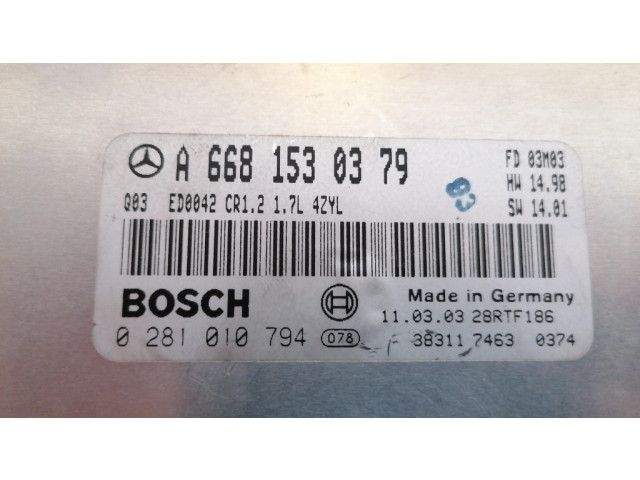 A 668 153 03 79
FD 03M03
HW 14.98
Q03 ED0042 CR1.2 1,7L 4ZYL
SW 14.01
BOSCH
Made in Germany
11.03.03 28RTF186
0 281 010 794 078
38311 7463 0374